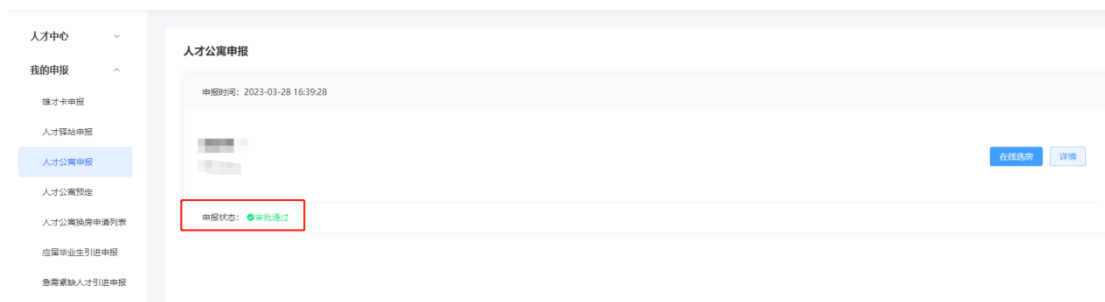 人才中心
我的申报
雄才卡申报
人才驿站申报
人才公寓申报
人才公寓预定
人才公寓换房申请列表
应届毕业生引进申报
急需紧缺人才引进申报
人才公寓申报
申报时间：2023-03-28 16:39:28
在线选房
详情
申报状态：审批通过